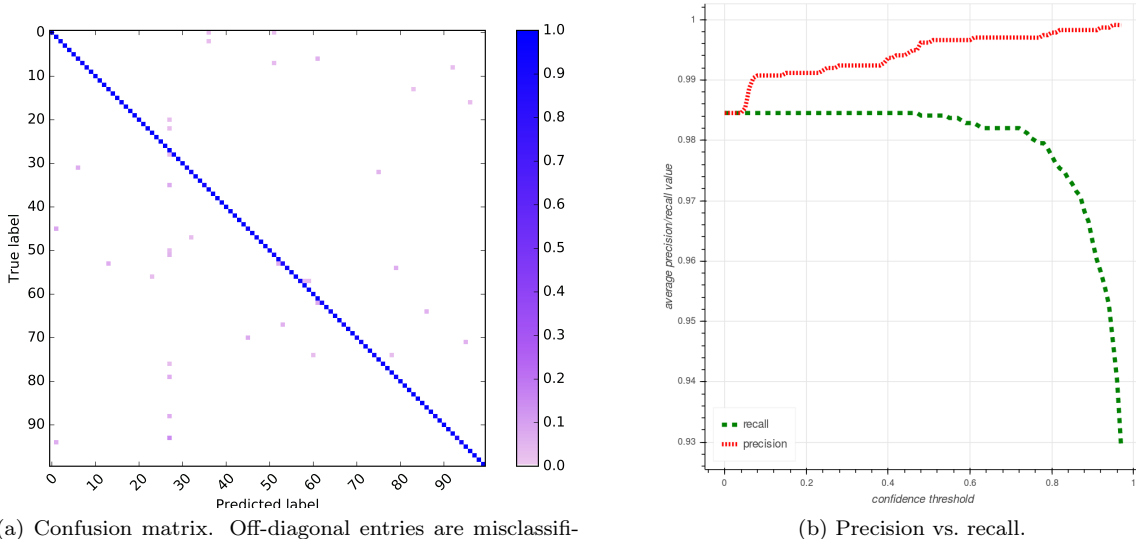 0
10
20
30
40
50
60
70
80
90
True label
0 10 20 30 40 50 60 70 80 90
Predicted label
1.0
0.9
0.8
0.7
0.6
0.5
0.4
0.3
0.2
0.1
0.0
a) Confusion matrix. Off-diagonal entries are misclassifi-
1
0.99
0.98
0.97
0.96
0.95
0.94
0.93
average precision/recall value
recall
precision
0 0.2 0.4 0.6 0.8 1
confidence threshold
(b) Precision vs. recall.